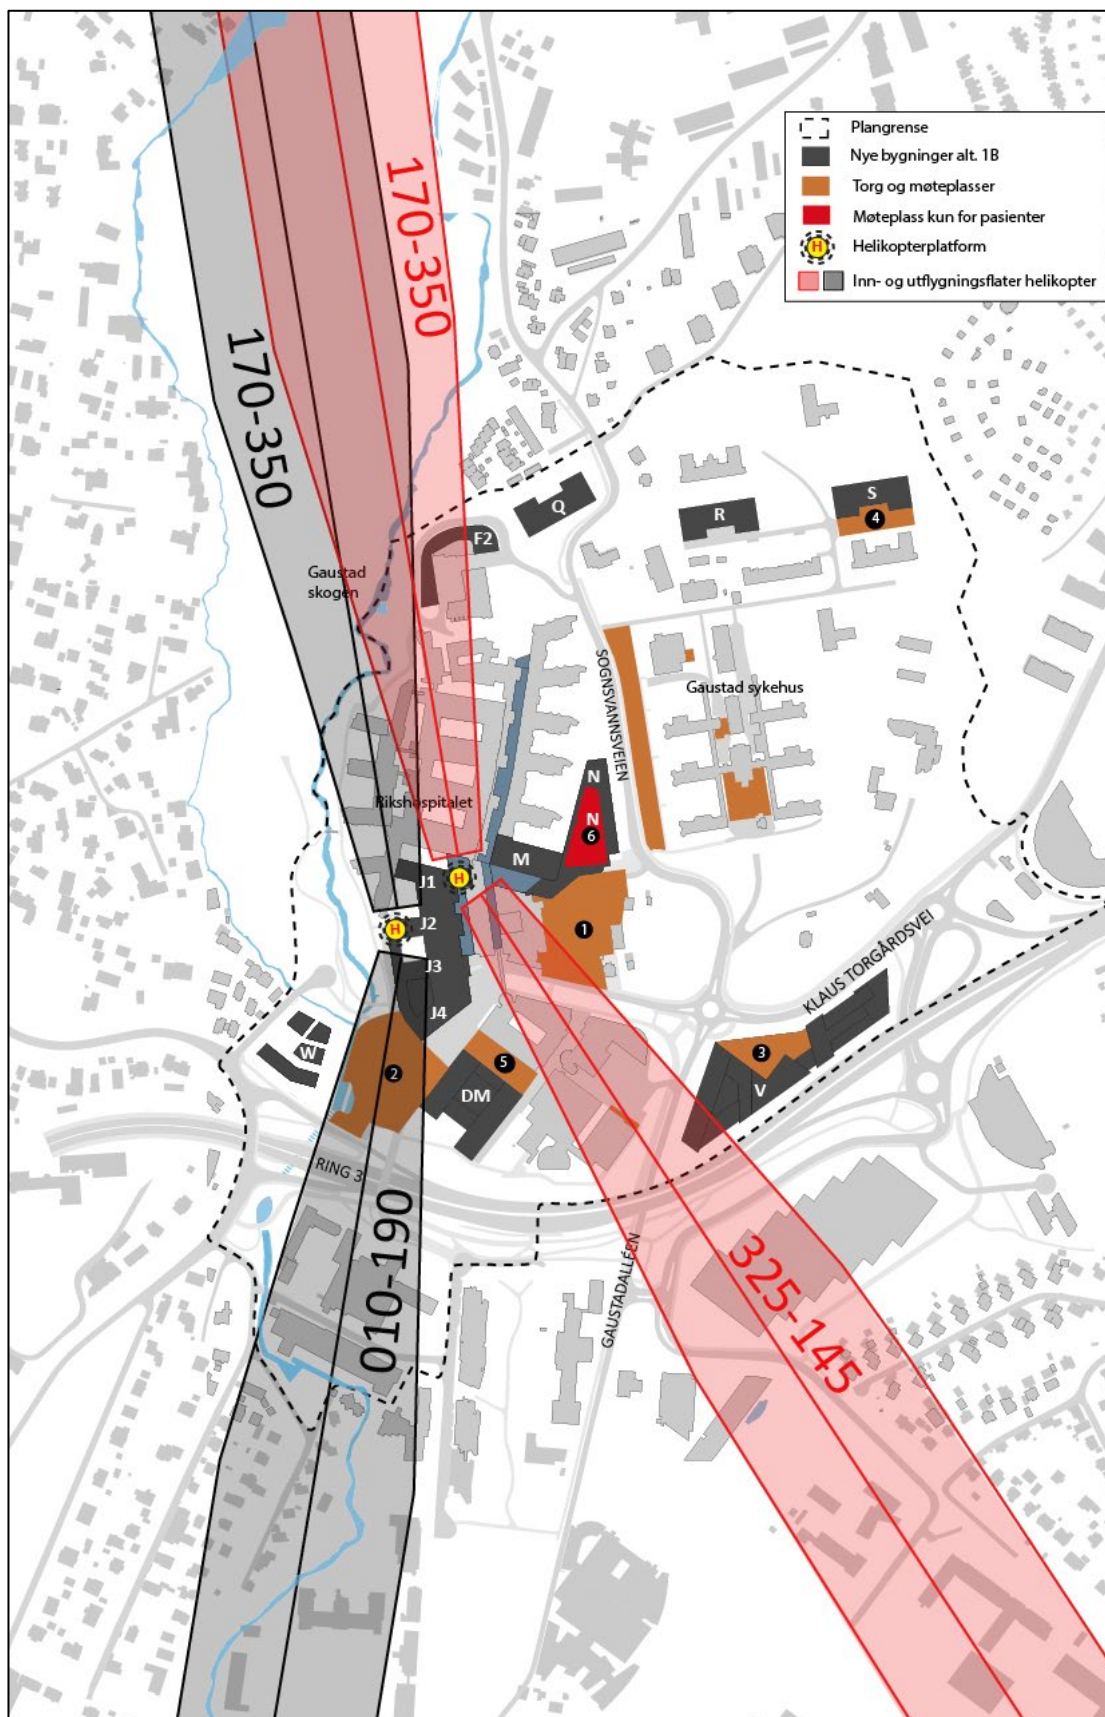 Plangrense
Nye bygninger alt. 1B
Torg og møteplasser
Møteplass kun for pasienter
H
Helikopterplatform
Inn- og utflygningsflater helikopter
170-350
170-350
Q
R
S
4
F2
Gaustad
skogen
SOGNSVANNSVEIEN
Gaustad sykehus
Rikshospitalet
N
N
6
M
J1
H
J2
H
1
J3
J4
KLAUS TORGÅRDSVEI
W
2
5
DM
3
V
RING 3
010-190
GAUSTADALLÉEN
325-145